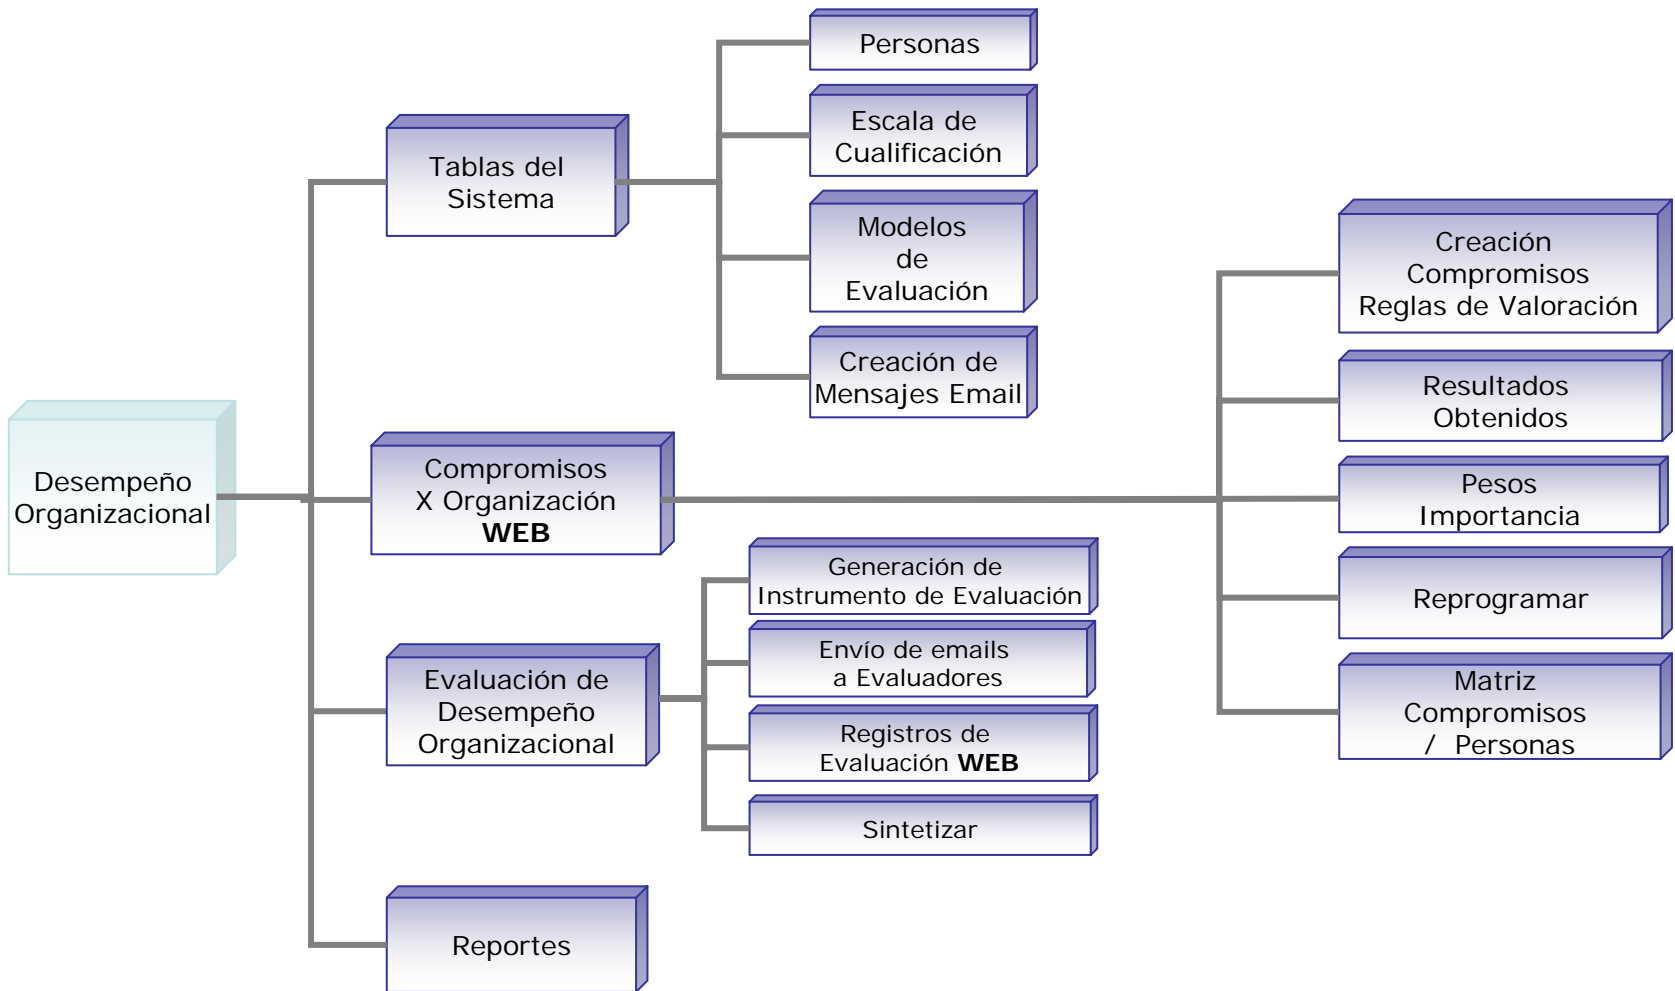 Desempeño
Organizacional
Tablas del
Sistema
Personas
Escala de
Cualificación
Modelos
de
Evaluación
Creación de
Mensajes Email
Compromisos
X Organización
WEB
Creación
Compromisos
Reglas de Valoración
Resultados
Obtenidos
Pesos
Importancia
Reprogramar
Matriz
Compromisos
/ Personas
Evaluación de
Desempeño
Organizacional
Generación de
Instrumento de Evaluación
Envío de emails
a Evaluadores
Registros de
Evaluación WEB
Sintetizar
Reportes